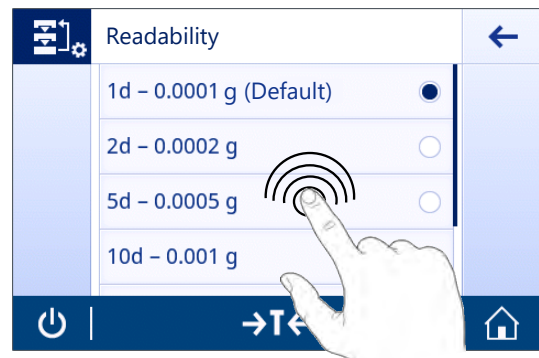 Readability
1d – 0.0001 g (Default)
2d – 0.0002 g
5d – 0.0005 g
10d – 0.001 g
→T←